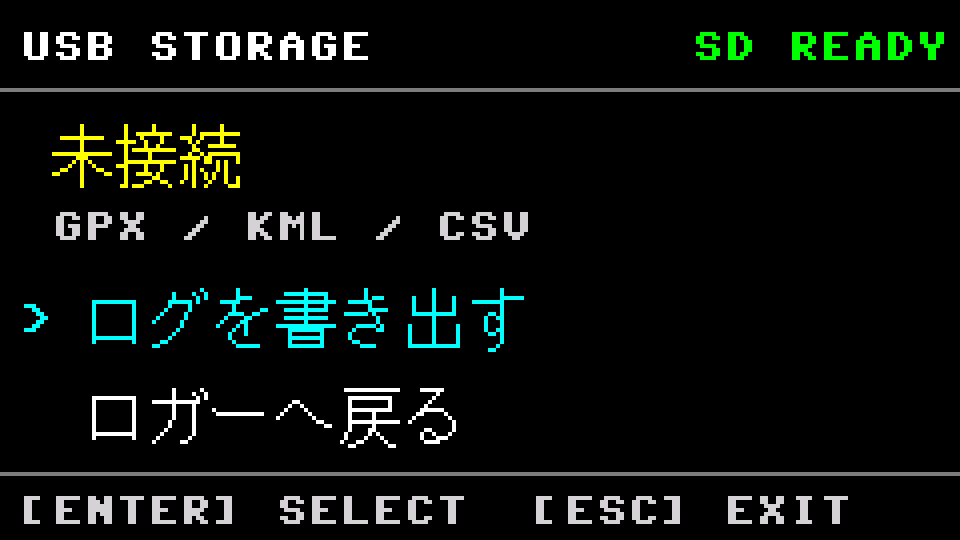 USB STORAGE SD READY
未接続
GPX / KML / CSV
> ログを書き出す
ロガーへ戻る
[ENTER] SELECT [ESC] EXIT